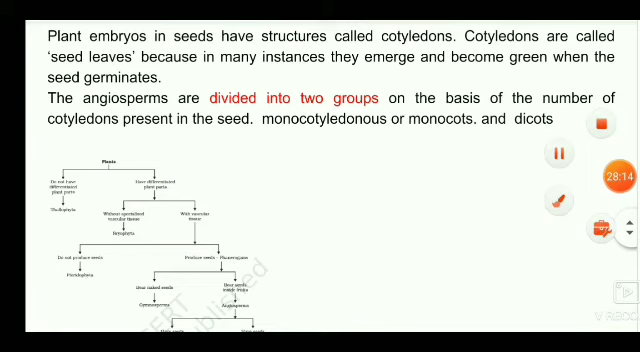 Plant embryos in seeds have structures called cotyledons. Cotyledons are called
‘seed leaves’ because in many instances they emerge and become green when the
seed germinates.
The angiosperms are divided into two groups on the basis of the number of
cotyledons present in the seed. monocotyledonous or monocots. and dicots
28:14
Plants
Do not have
differentiated
plant parts
Have differentiated
plant parts
Thallophyta
Without specialised
vascular tissue
With vascular
tissue
Bryophyta
Do not produce seeds
Produce seeds - Phanerogams
Pteridophyta
Bear naked seeds
Bear seeds
inside fruits
Gymnosperms
Angiosperms
V RECO